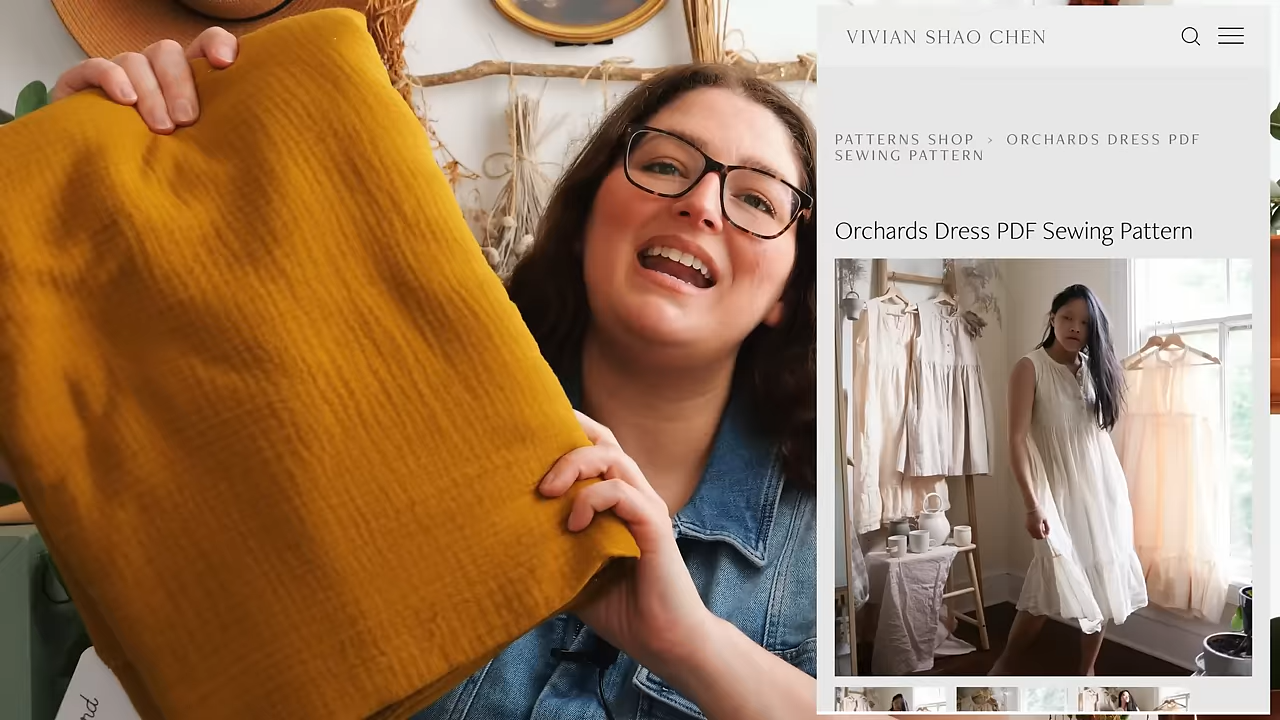 VIVIAN SHAO CHEN
PATTERNS SHOP > ORCHARDS DRESS PDF
SEWING PATTERN
Orchards Dress PDF Sewing Pattern